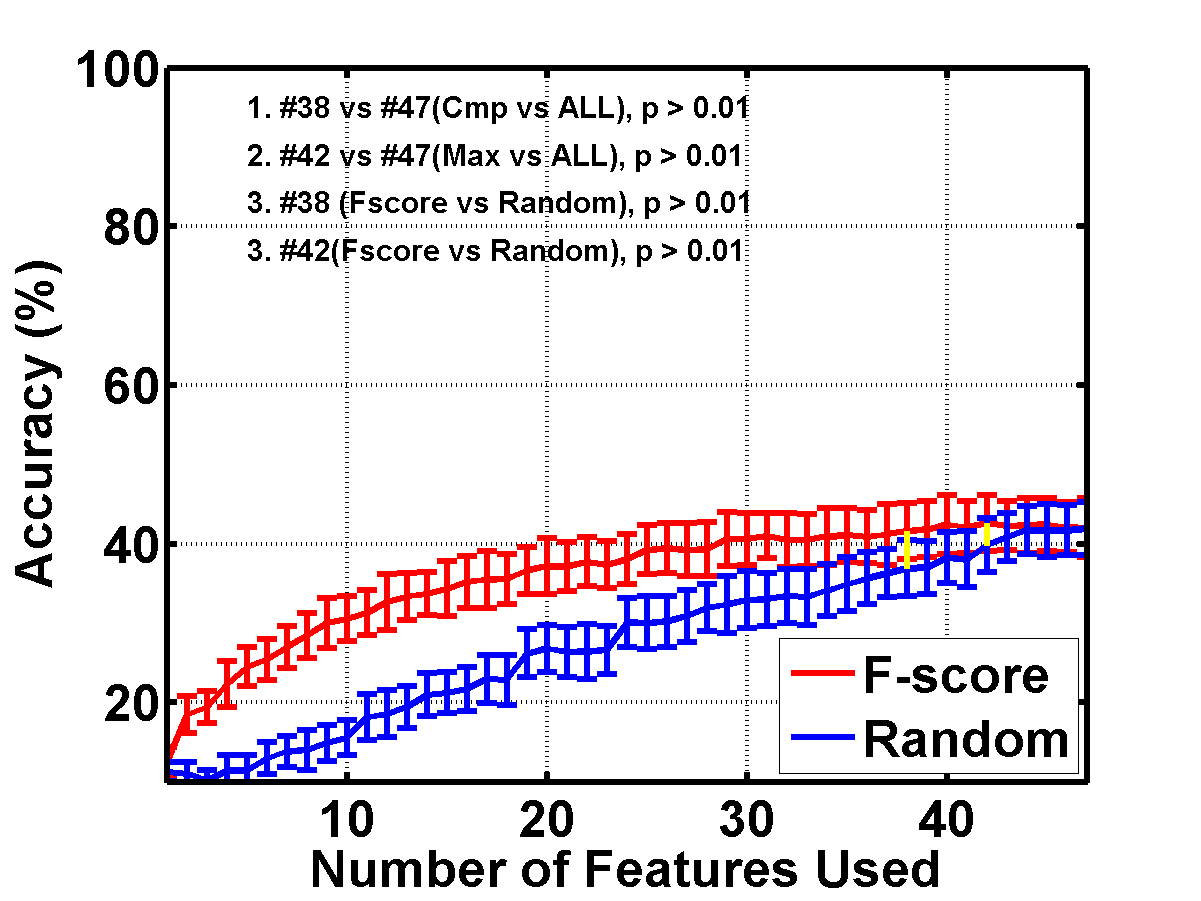 100
1. #38 vs #47(Cmp vs ALL), p > 0.01
2. #42 vs #47(Max vs ALL), p > 0.01
3. #38 (Fscore vs Random), p > 0.01
80
3. #42(Fscore vs Random), p > 0.01
Accuracy (%)
60
40
20
F-score
Random
10 20 30 40
Number of Features Used